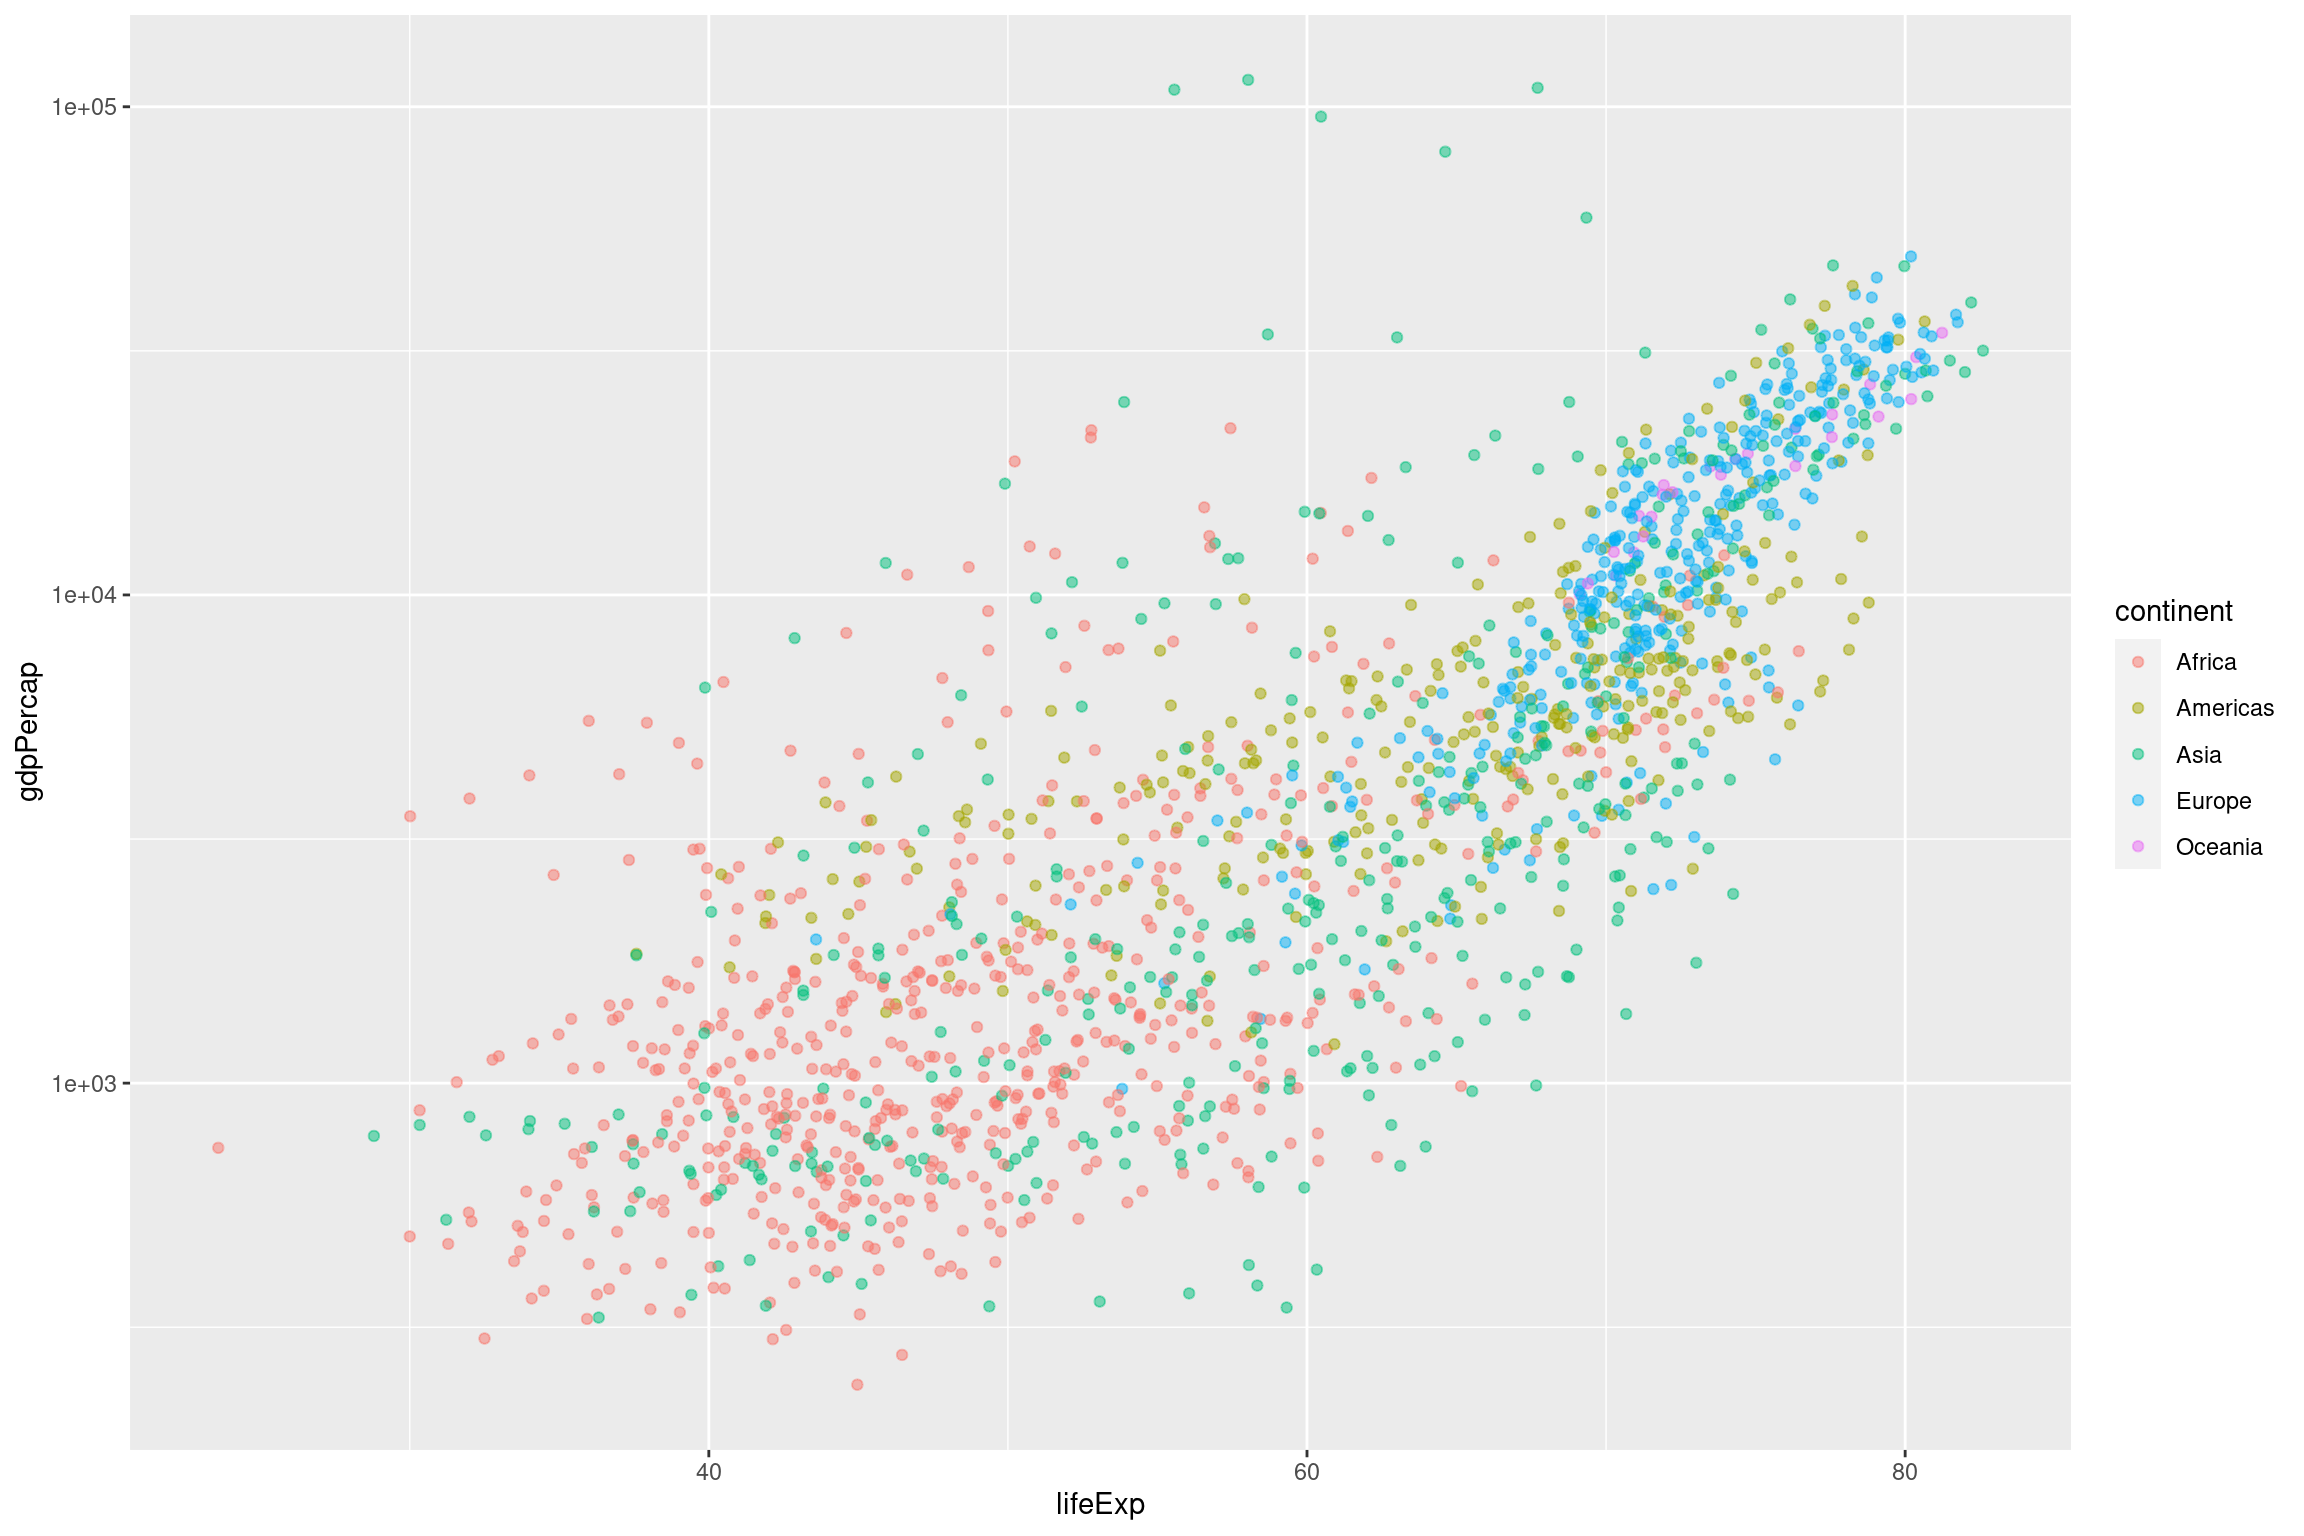 1e+05
1e+04
1e+03
gdpPercap
40
60
80
lifeExp
continent
Africa
Americas
Asia
Europe
Oceania